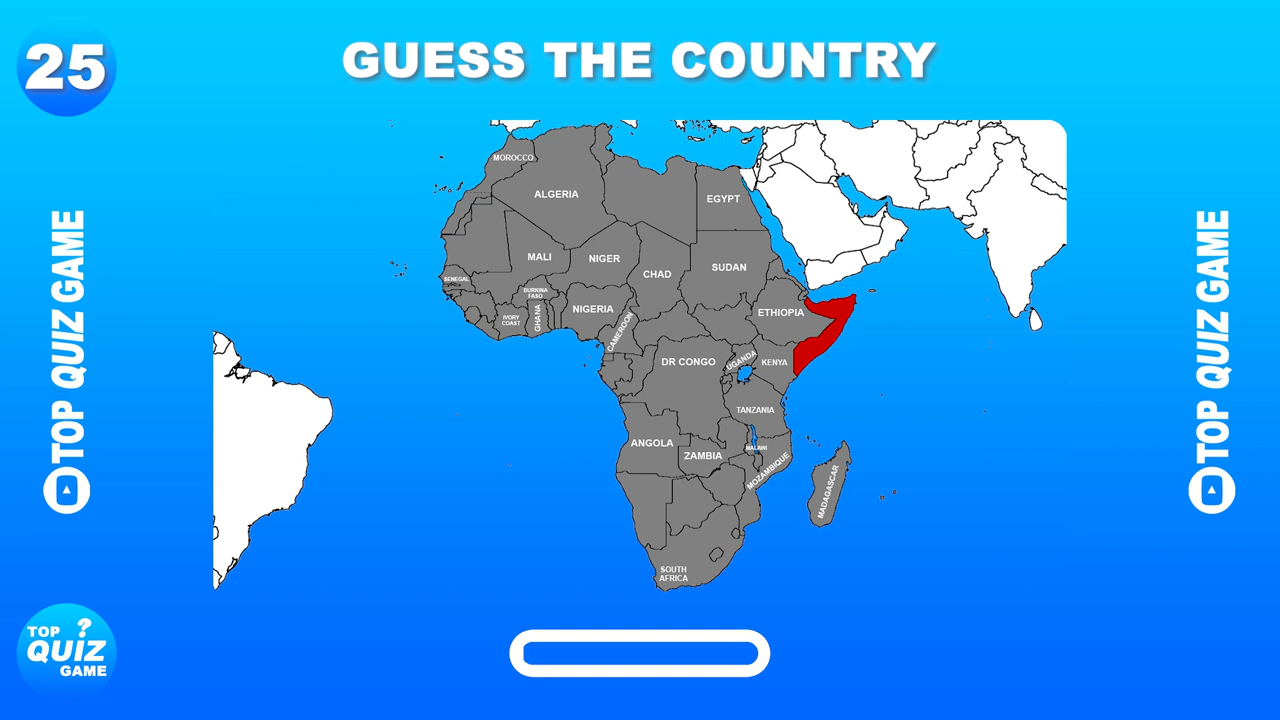 25
GUESS THE COUNTRY
TOP QUIZ GAME
MOROCCO
ALGERIA
EGYPT
MALI
NIGER
CHAD
SUDAN
SENEGAL
BURKINA
FASO
NIGERIA
ETHIOPIA
IVORY
COAST
GHANA
CAMEROON
DR CONGO
UGANDA
KENYA
TANZANIA
ANGOLA
ZAMBIA
MALAWI
MOZAMBIQUE
MADAGASCAR
SOUTH
AFRICA
TOP QUIZ GAME
TOP ?
QUIZ
GAME